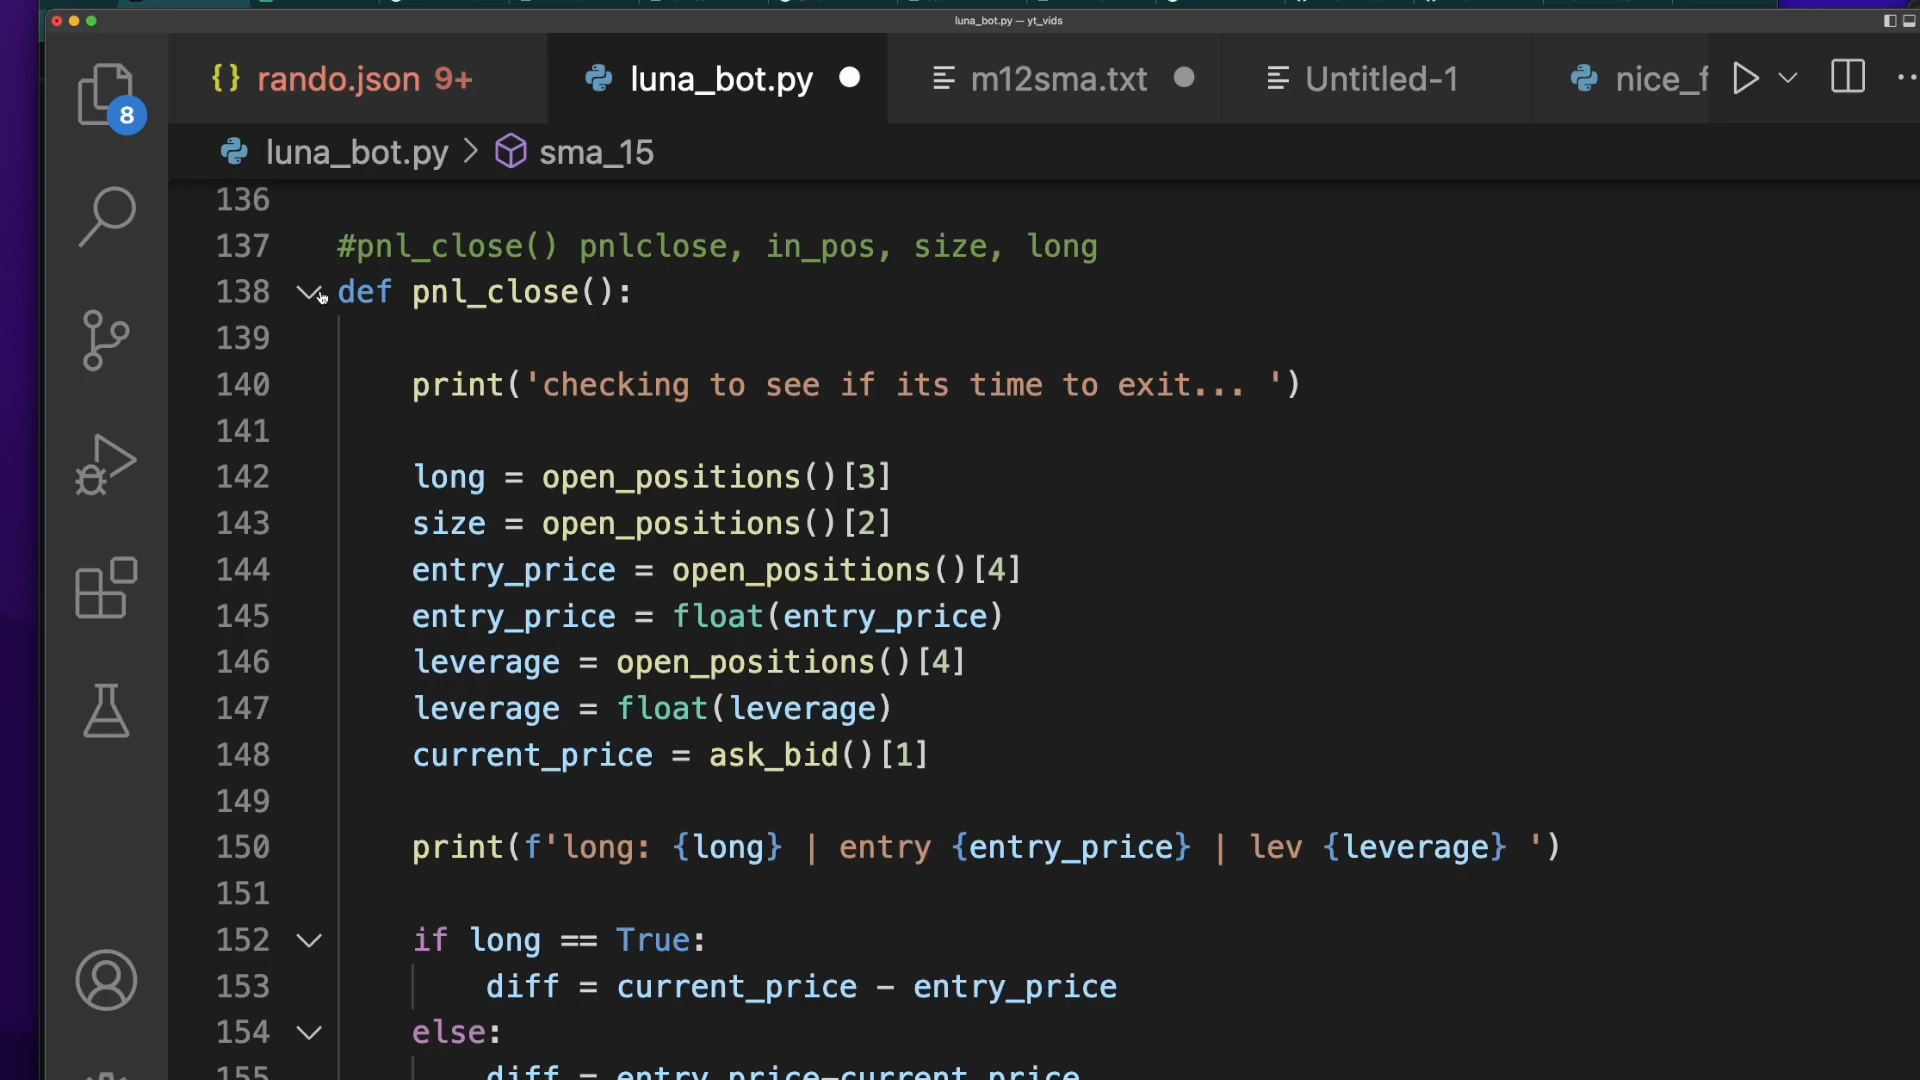 luna_bot.py — yt_vids
{} rando.json 9+ luna_bot.py m12sma.txt Untitled-1 nice_f
8
luna_bot.py > sma_15
136
137 #pnl_close() pnlclose, in_pos, size, long
138 def pnl_close():
139
140 print('checking to see if its time to exit... ')
141
142 long = open_positions()[3]
143 size = open_positions()[2]
144 entry_price = open_positions()[4]
145 entry_price = float(entry_price)
146 leverage = open_positions()[4]
147 leverage = float(leverage)
148 current_price = ask_bid()[1]
149
150 print(f'long: {long} | entry {entry_price} | lev {leverage} ')
151
152 if long == True:
153 diff = current_price - entry_price
154 else:
155 diff = entry_price-current_price